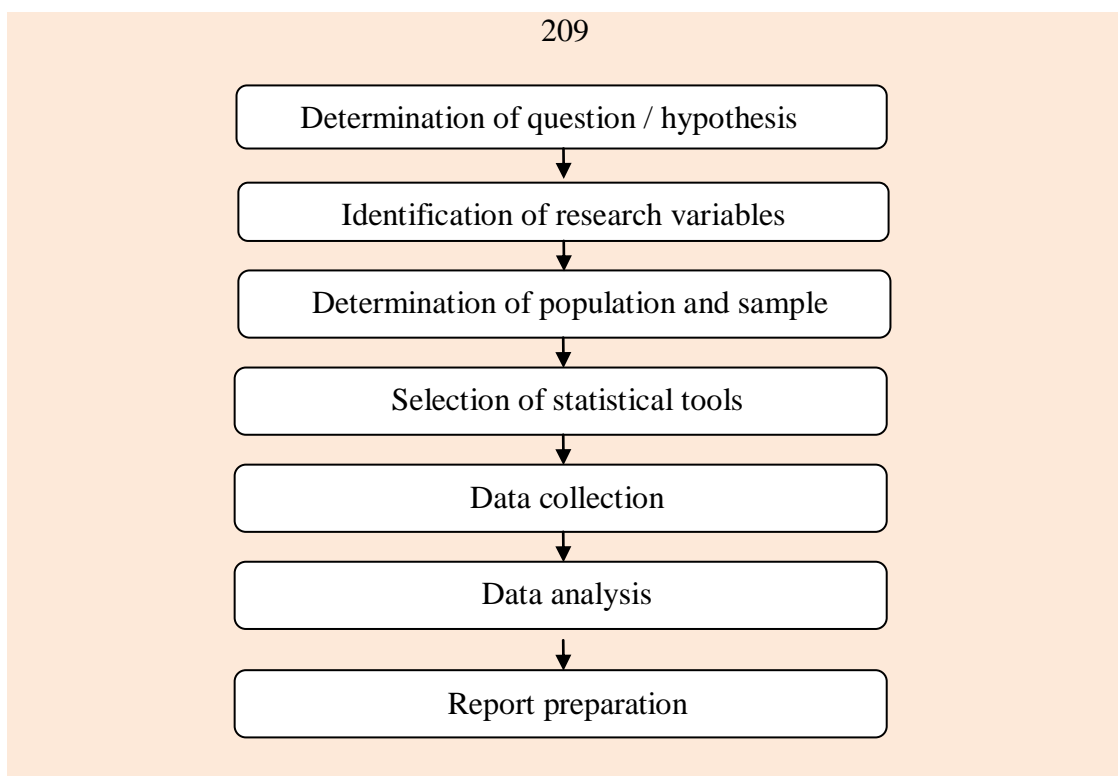 209
Determination of question / hypothesis
Identification of research variables
Determination of population and sample
Selection of statistical tools
Data collection
Data analysis
Report preparation